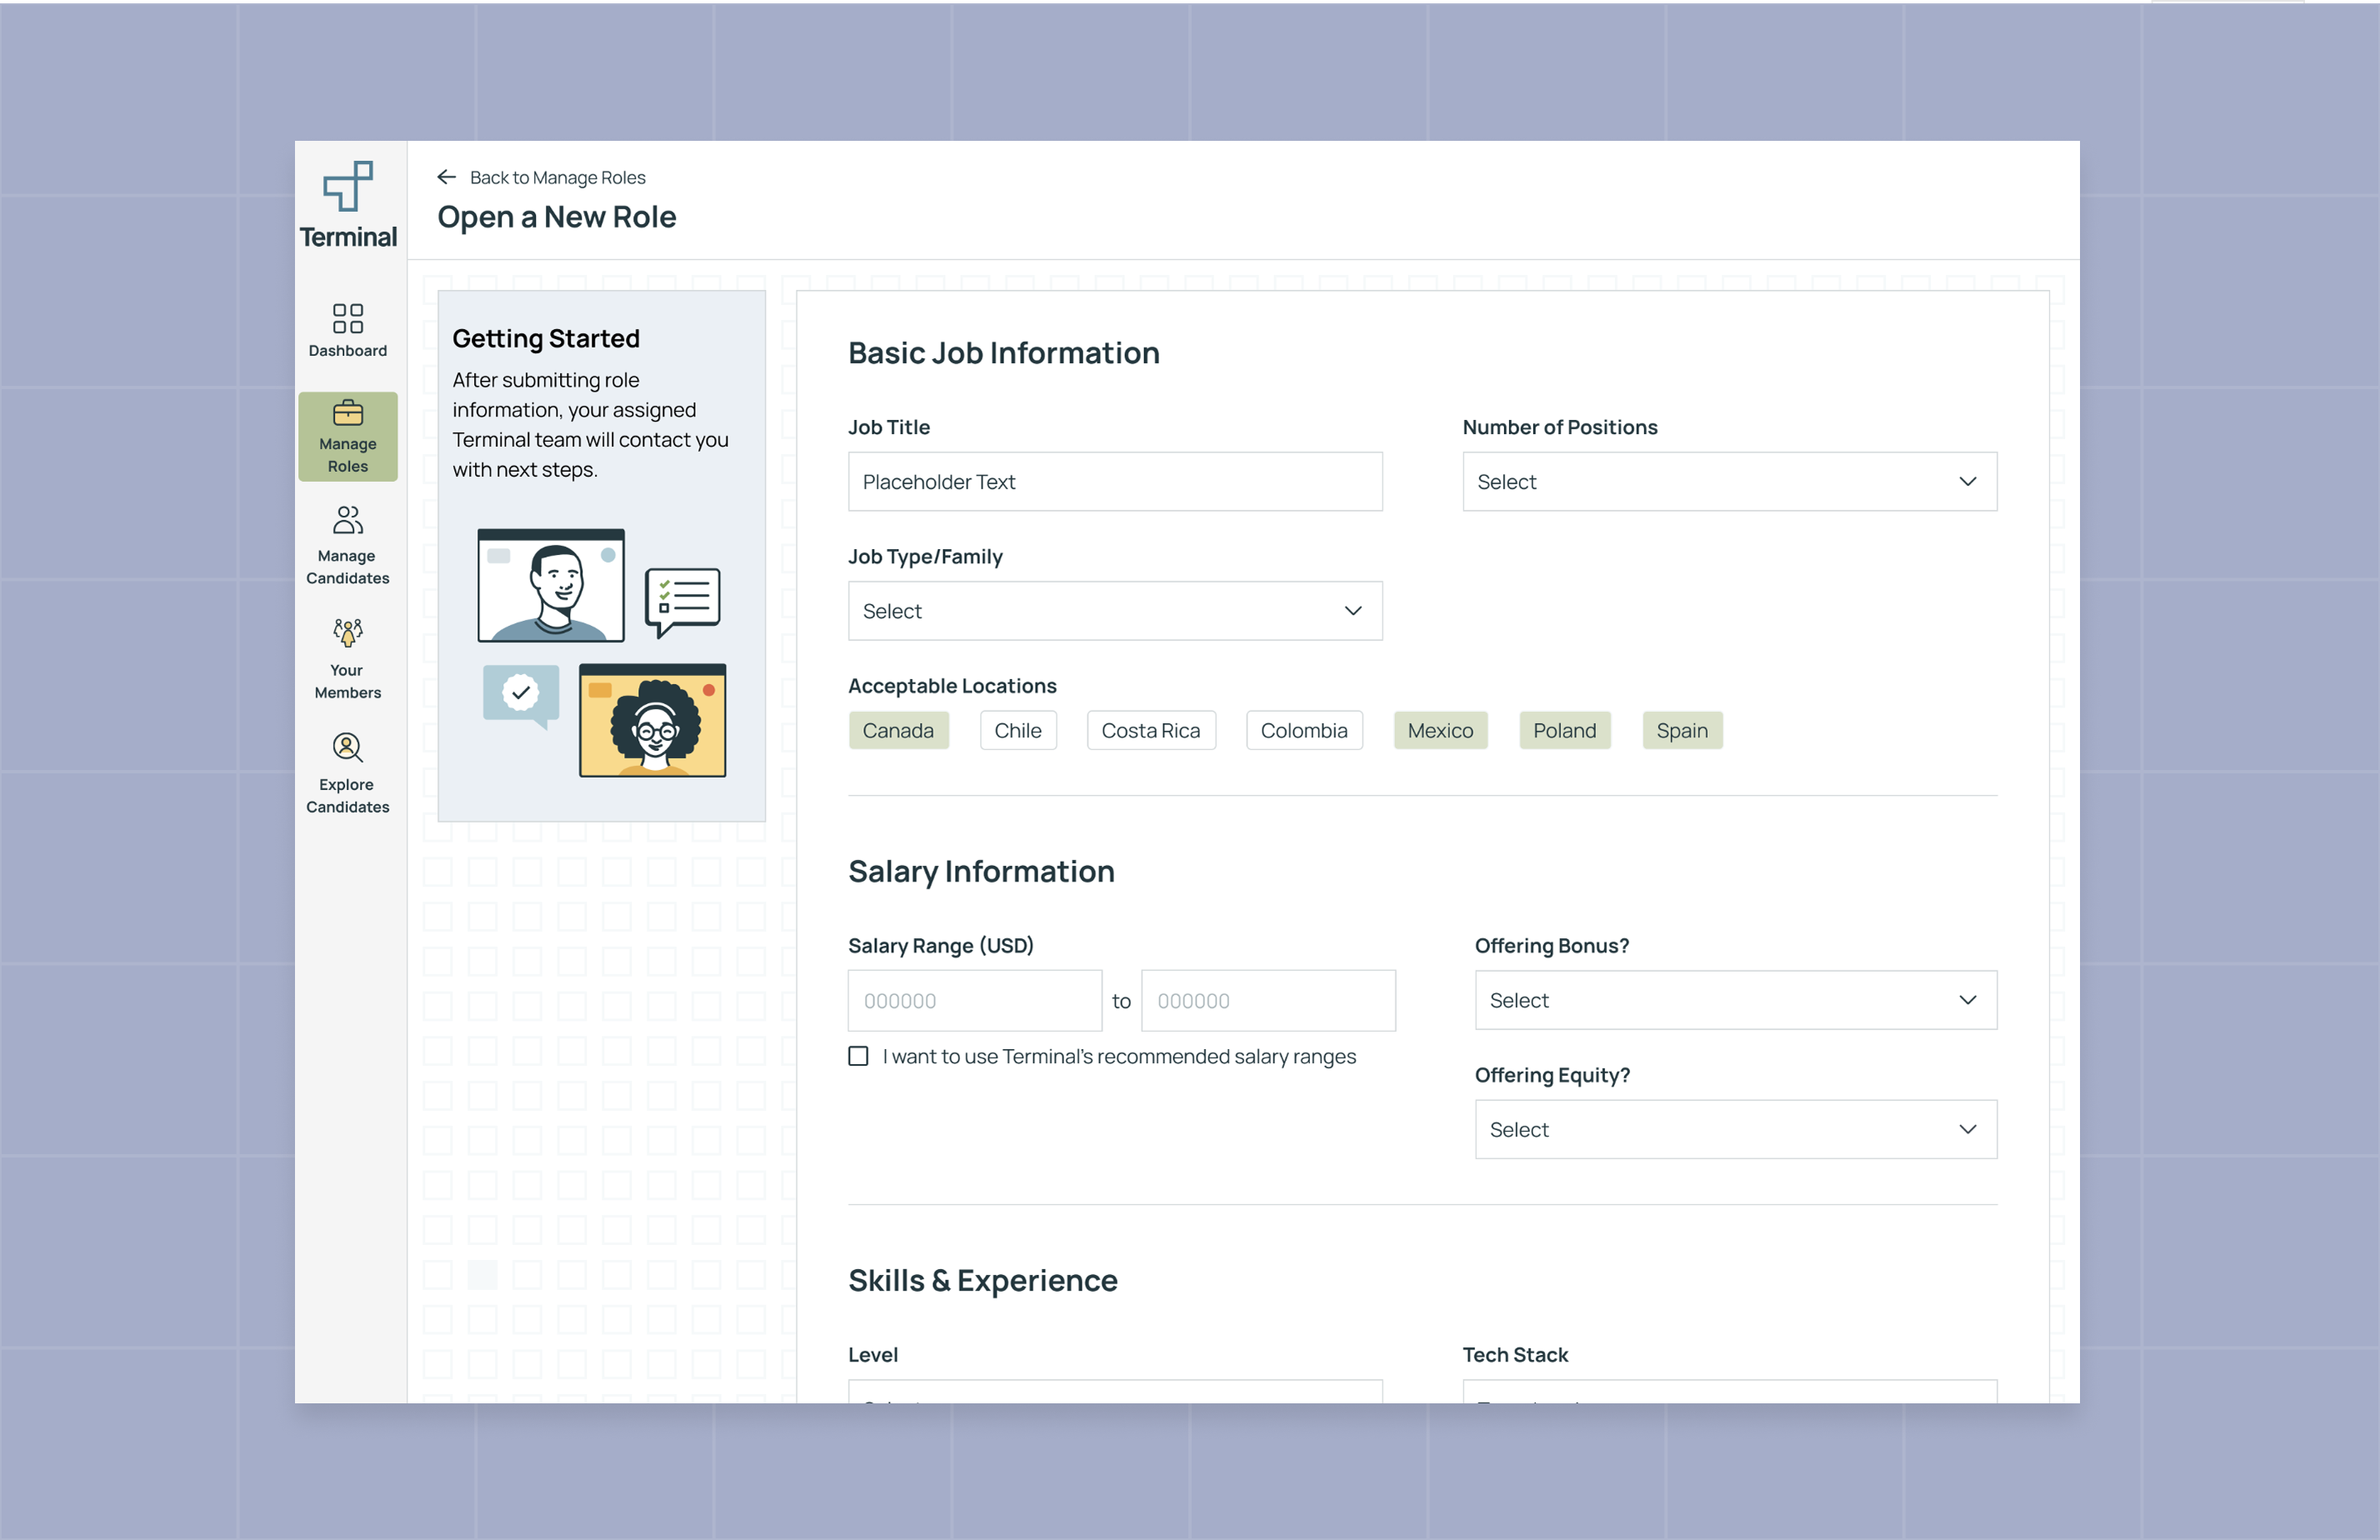 Terminal
Dashboard
Manage
Roles
Manage
Candidates
Your
Members
Explore
Candidates
Back to Manage Roles
Open a New Role
Getting Started
After submitting role
information, your assigned
Terminal team will contact you
with next steps.
Basic Job Information
Job Title
Number of Positions
Placeholder Text
Select
Job Type/Family
Select
Acceptable Locations
Canada Chile Costa Rica Colombia Mexico Poland Spain
Salary Information
Salary Range (USD)
Offering Bonus?
000000 to 000000
Select
I want to use Terminal's recommended salary ranges
Offering Equity?
Select
Skills & Experience
Level
Tech Stack